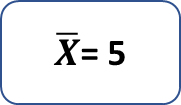 X̅ = 5